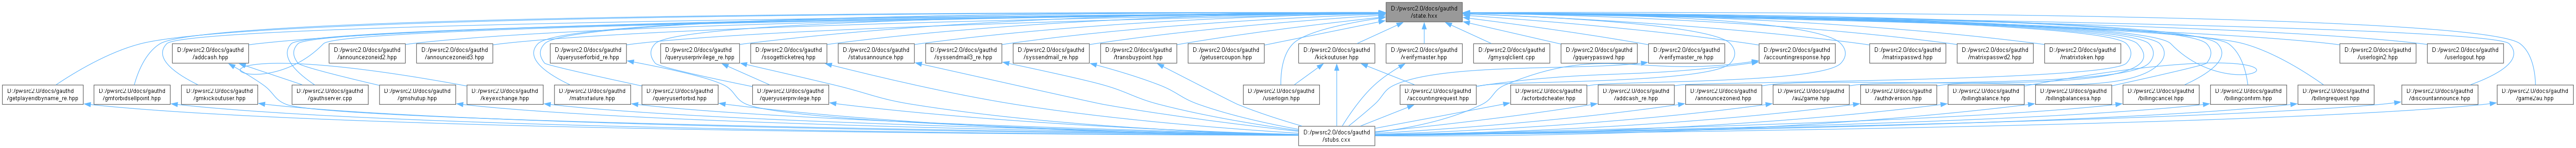 D:/pwsrc2.0/docs/gauthd
/state.hxx
D:/pwsrc2.0/docs/gauthd
/addcash.hpp
D:/pwsrc2.0/docs/gauthd
/announcezoneid2.hpp
D:/pwsrc2.0/docs/gauthd
/announcezoneid3.hpp
D:/pwsrc2.0/docs/gauthd
/queryuserforbid_re.hpp
D:/pwsrc2.0/docs/gauthd
/queryuserprivilege_re.hpp
D:/pwsrc2.0/docs/gauthd
/ssogetticketreq.hpp
D:/pwsrc2.0/docs/gauthd
/statusannounce.hpp
D:/pwsrc2.0/docs/gauthd
/syssendmail3_re.hpp
D:/pwsrc2.0/docs/gauthd
/syssendmail_re.hpp
D:/pwsrc2.0/docs/gauthd
/transbuypoint.hpp
D:/pwsrc2.0/docs/gauthd
/getusercoupon.hpp
D:/pwsrc2.0/docs/gauthd
/kickoutuser.hpp
D:/pwsrc2.0/docs/gauthd
/verifymaster.hpp
D:/pwsrc2.0/docs/gauthd
/gmysqlclient.cpp
D:/pwsrc2.0/docs/gauthd
/gquerypasswd.hpp
D:/pwsrc2.0/docs/gauthd
/verifymaster_re.hpp
D:/pwsrc2.0/docs/gauthd
/accountingresponse.hpp
D:/pwsrc2.0/docs/gauthd
/matrixpasswd.hpp
D:/pwsrc2.0/docs/gauthd
/matrixpasswd2.hpp
D:/pwsrc2.0/docs/gauthd
/matrixtoken.hpp
D:/pwsrc2.0/docs/gauthd
/userlogin2.hpp
D:/pwsrc2.0/docs/gauthd
/userlogout.hpp
D:/pwsrc2.0/docs/gauthd
/getplayeridbyname_re.hpp
D:/pwsrc2.0/docs/gauthd
/gmforbidsellpoint.hpp
D:/pwsrc2.0/docs/gauthd
/gmkickoutuser.hpp
D:/pwsrc2.0/docs/gauthd
/gauthserver.cpp
D:/pwsrc2.0/docs/gauthd
/gmshutup.hpp
D:/pwsrc2.0/docs/gauthd
/keyexchange.hpp
D:/pwsrc2.0/docs/gauthd
/matrixfailure.hpp
D:/pwsrc2.0/docs/gauthd
/queryuserforbid.hpp
D:/pwsrc2.0/docs/gauthd
/queryuserprivilege.hpp
D:/pwsrc2.0/docs/gauthd
/userlogin.hpp
D:/pwsrc2.0/docs/gauthd
/accountingrequest.hpp
D:/pwsrc2.0/docs/gauthd
/acforbidcheater.hpp
D:/pwsrc2.0/docs/gauthd
/addcash_re.hpp
D:/pwsrc2.0/docs/gauthd
/announcezoneid.hpp
D:/pwsrc2.0/docs/gauthd
/au2game.hpp
D:/pwsrc2.0/docs/gauthd
/authdversion.hpp
D:/pwsrc2.0/docs/gauthd
/billingbalance.hpp
D:/pwsrc2.0/docs/gauthd
/billingbalancesa.hpp
D:/pwsrc2.0/docs/gauthd
/billingcancel.hpp
D:/pwsrc2.0/docs/gauthd
/billingconfirm.hpp
D:/pwsrc2.0/docs/gauthd
/billingrequest.hpp
D:/pwsrc2.0/docs/gauthd
/discountannounce.hpp
D:/pwsrc2.0/docs/gauthd
/game2au.hpp
D:/pwsrc2.0/docs/gauthd
/stubs.cxx